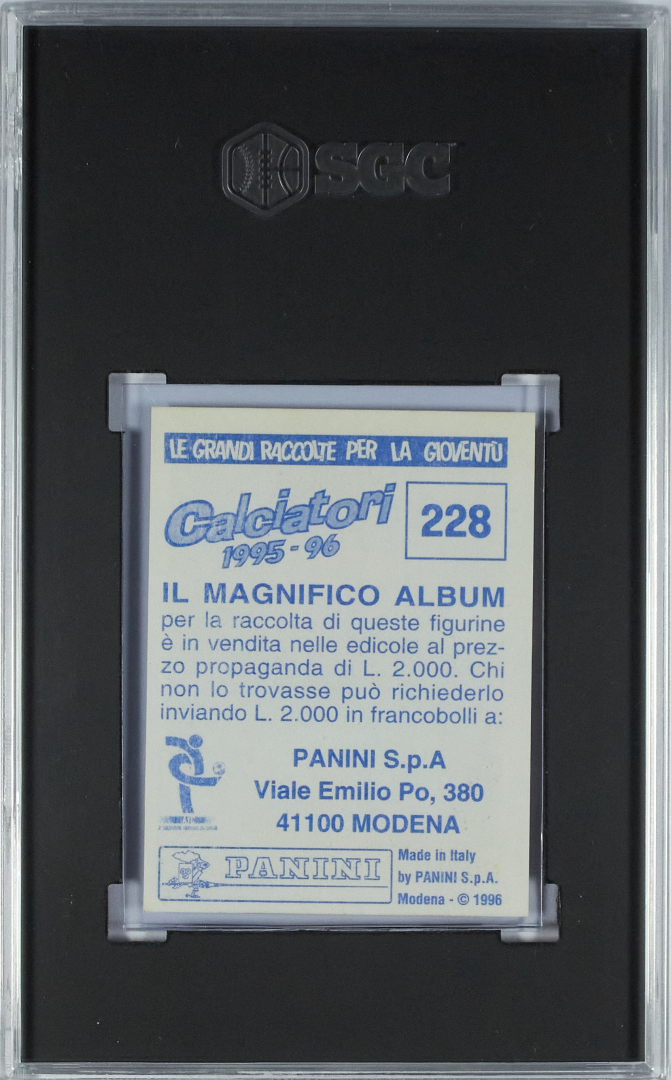 SGC
LE GRANDI RACCOLTE PER LA GIOVENTÙ
Calciatori
1995-96
228
IL MAGNIFICO ALBUM
per la raccolta di queste figurine
è in vendita nelle edicole al prez-
zo propaganda di L. 2.000. Chi
non lo trovasse può richiederlo
inviando L. 2.000 in francobolli a:
PANINI S.p.A
Viale Emilio Po, 380
41100 MODENA
PANINI
Made in Italy
by PANINI S.p.A.
Modena - © 1996